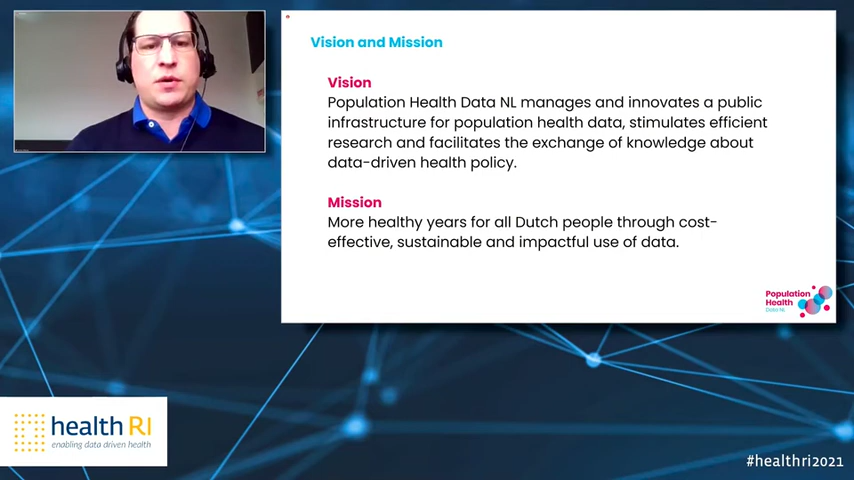 Vision and Mission
Vision
Population Health Data NL manages and innovates a public
infrastructure for population health data, stimulates efficient
research and facilitates the exchange of knowledge about
data-driven health policy.
Mission
More healthy years for all Dutch people through cost-
effective, sustainable and impactful use of data.
Population
Health
Data NL
health RI
enabling data driven health
#healthri2021